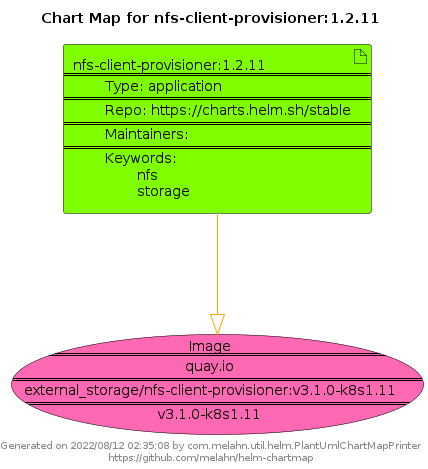 Chart Map for nfs-client-provisioner:1.2.11
nfs-client-provisioner:1.2.11
Type: application
Repo: https://charts.helm.sh/stable
Maintainers:
Keywords:
nfs
storage
Image
quay.io
external_storage/nfs-client-provisioner:v3.1.0-k8s1.11
v3.1.0-k8s1.11
Generated on 2022/08/12 02:35:08 by com.melahn.util.helm.PlantUmlChartMapPrinter
https://github.com/melahn/helm-chartmap